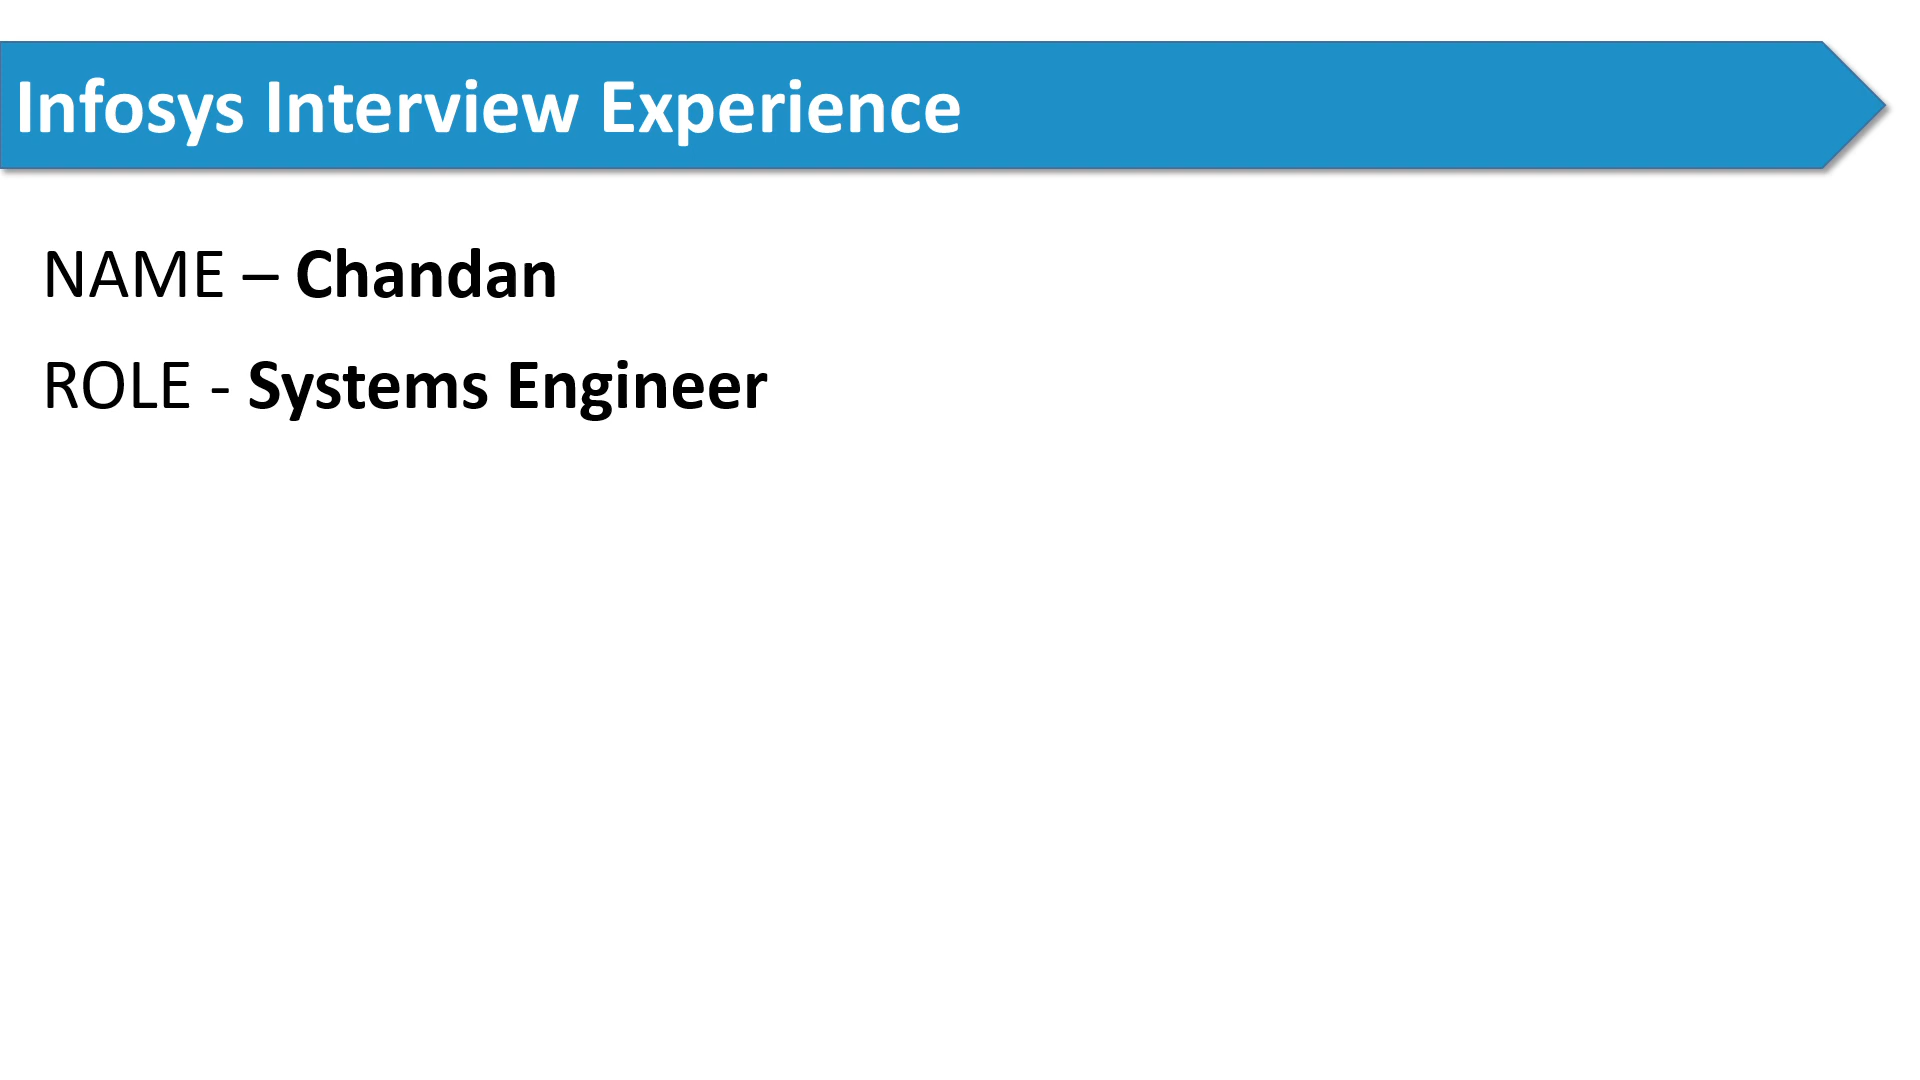 Infosys Interview Experience
NAME – Chandan
ROLE - Systems Engineer